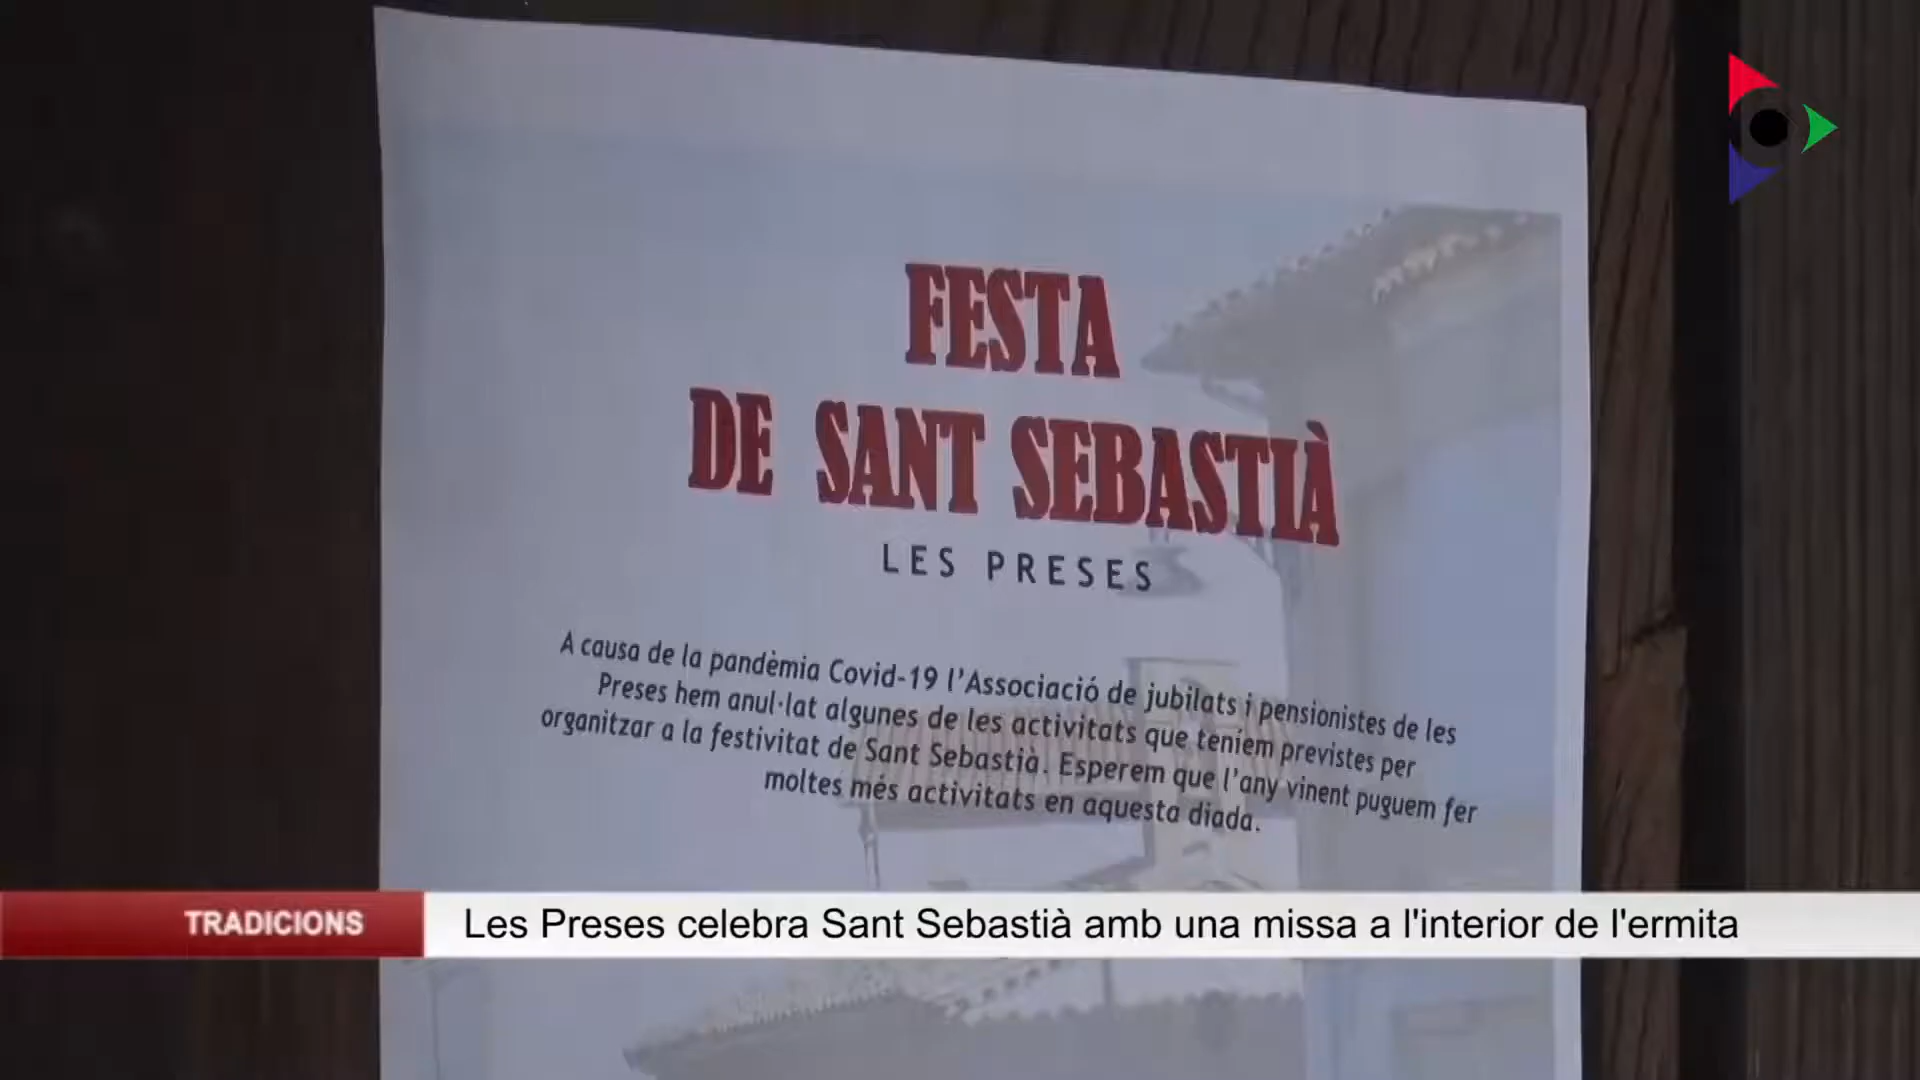 FESTA
DE SANT SEBASTIÀ
LES PRESES
A causa de la pandèmia Covid-19 l'Associació de jubilats i pensionistes de les
Preses hem anul·lat algunes de les activitats que teníem previstes per
organitzar a la festivitat de Sant Sebastià. Esperem que l'any vinent puguem fer
moltes més activitats en aquesta diada.
TRADICIONS
Les Preses celebra Sant Sebastià amb una missa a l'interior de l'ermita